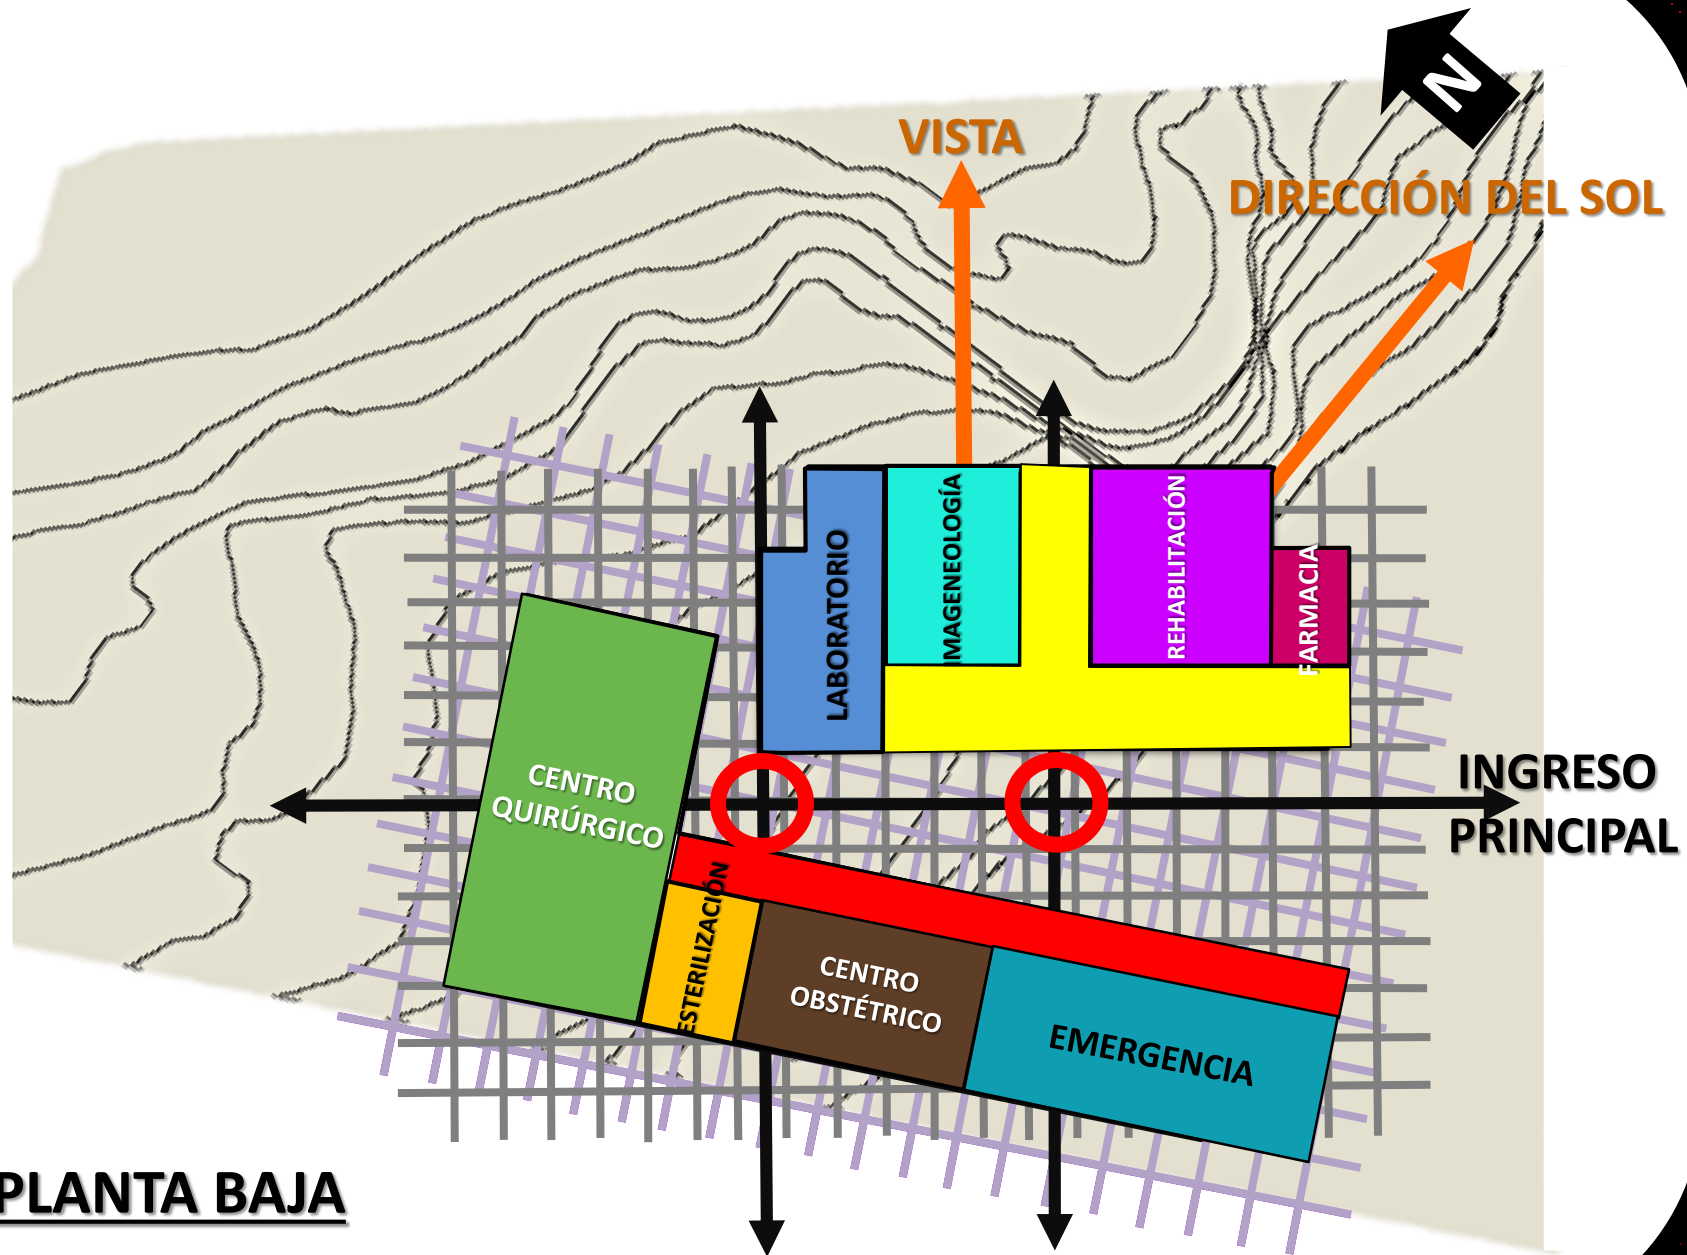 N
VISTA
DIRECCIÓN DEL SOL
LABORATORIO
IMAGENEOLOGÍA
REHABILITACIÓN
FARMACIA
CENTRO
QUIRÚRGICO
INGRESO
PRINCIPAL
ESTERILIZACIÓN
CENTRO
OBSTÉTRICO
EMERGENCIA
PLANTA BAJA